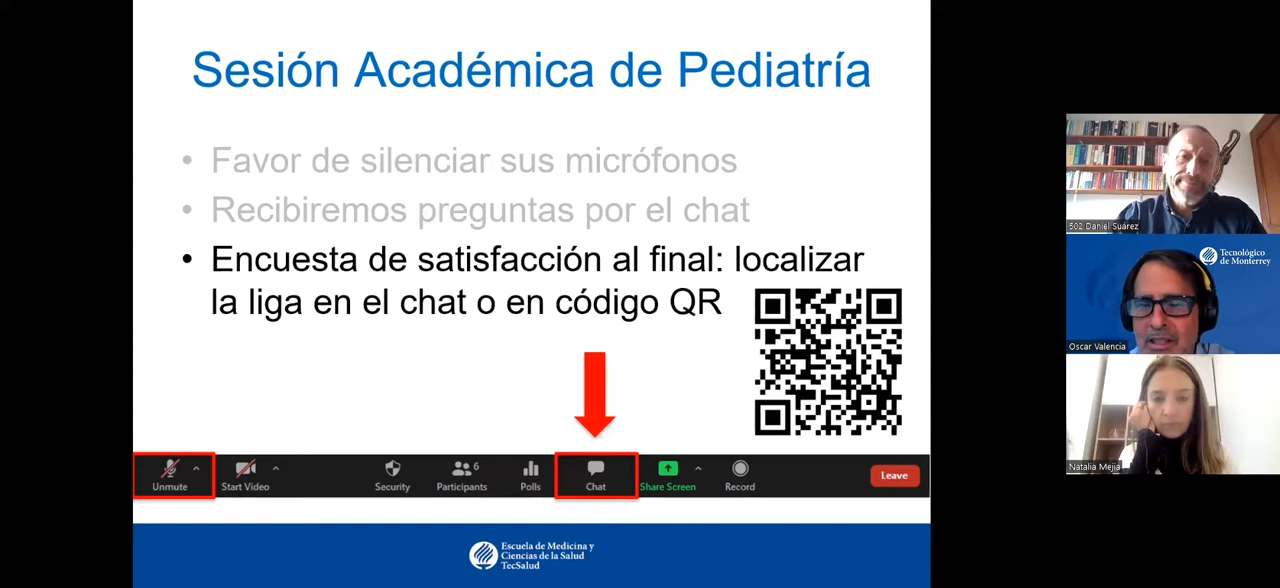 Sesión Académica de Pediatría
• Favor de silenciar sus micrófonos
• Recibiremos preguntas por el chat
• Encuesta de satisfacción al final: localizar
la liga en el chat o en código QR
Unmute
Start Video
Security
6
Participants
Polls
Chat
Share Screen
Record
Leave
Escuela de Medicina y
Ciencias de la Salud
TecSalud
502 Daniel Suárez
Tecnológico
de Monterrey
Oscar Valencia
Natalia Mejía